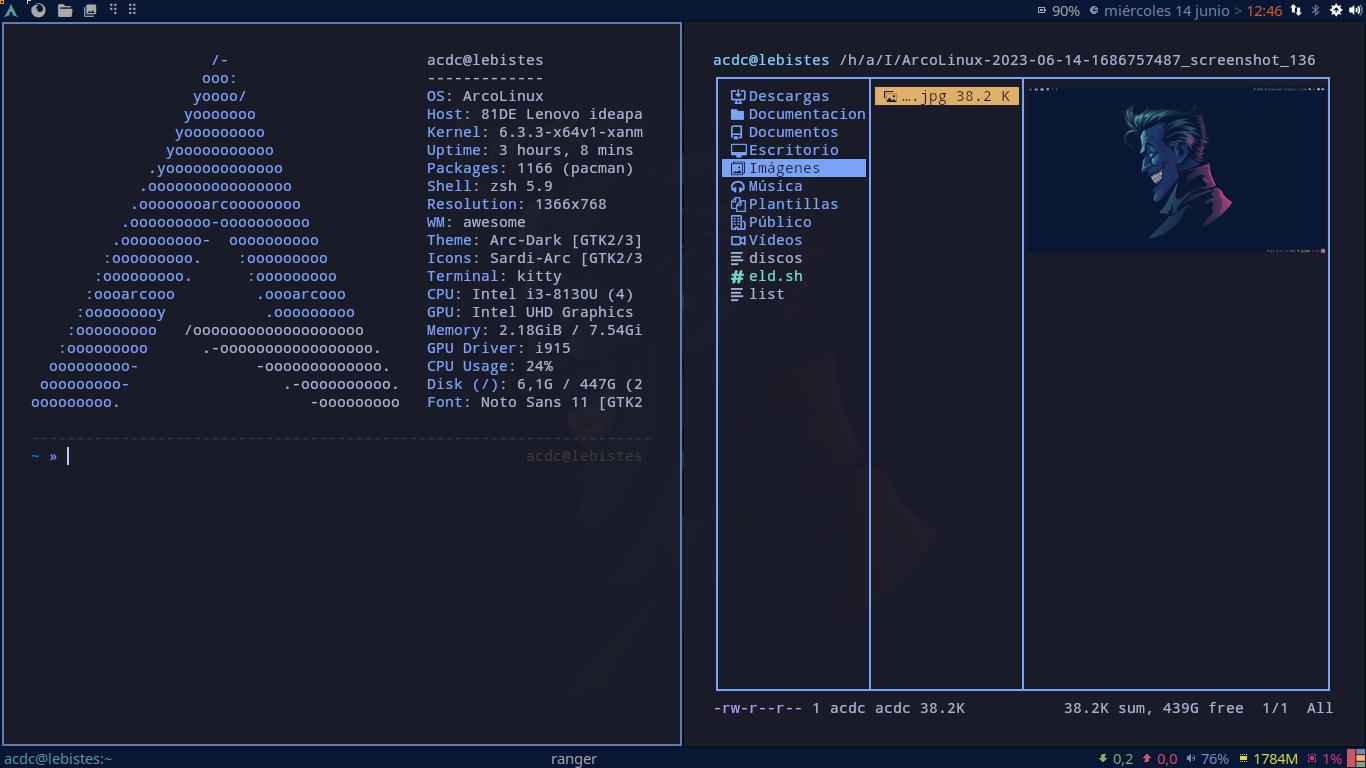 90% miércoles 14 junio > 12:46
/-
ooo:
yoooo/
yooooooo
yooooooooo
yooooooooooo
.yooooooooooooo
.oooooooooooooooo
.oooooooarcooooooooo
.ooooooooo-oooooooooo
.ooooooooo- oooooooooo
:ooooooooo. :ooooooooo
:ooooooooo. :ooooooooo
:oooarcooo .oooarcooo
:ooooooooy .ooooooooo
:ooooooooo /ooooooooooooooooooo
:ooooooooo .-ooooooooooooooooo.
ooooooooo- -ooooooooooooo.
ooooooooo- .-oooooooooo.
ooooooooo. -ooooooooo
acdc@lebistes
-------------
OS: ArcoLinux
Host: 81DE Lenovo ideapa
Kernel: 6.3.3-x64v1-xanm
Uptime: 3 hours, 8 mins
Packages: 1166 (pacman)
Shell: zsh 5.9
Resolution: 1366x768
WM: awesome
Theme: Arc-Dark [GTK2/3]
Icons: Sardi-Arc [GTK2/3
Terminal: kitty
CPU: Intel i3-8130U (4)
GPU: Intel UHD Graphics
Memory: 2.18GiB / 7.54Gi
GPU Driver: i915
CPU Usage: 24%
Disk (/): 6,1G / 447G (2
Font: Noto Sans 11 [GTK2
---------------------------------------------------------------------
~ » acdc@lebistes
acdc@lebistes /h/a/I/ArcoLinux-2023-06-14-1686757487_screenshot_136
Descargas
Documentacion
Documentos
Escritorio
Imágenes
Música
Plantillas
Público
Vídeos
discos
# eld.sh
list
….jpg 38.2 K
-rw-r--r-- 1 acdc acdc 38.2K 38.2K sum, 439G free 1/1 All
acdc@lebistes:~ ranger 0,2 0,0 76% 1784M 1%